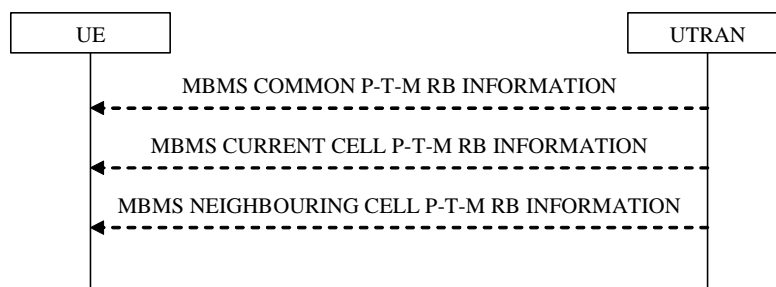 UE
UTRAN
MBMS COMMON P-T-M RB INFORMATION
MBMS CURRENT CELL P-T-M RB INFORMATION
MBMS NEIGHBOURING CELL P-T-M RB INFORMATION